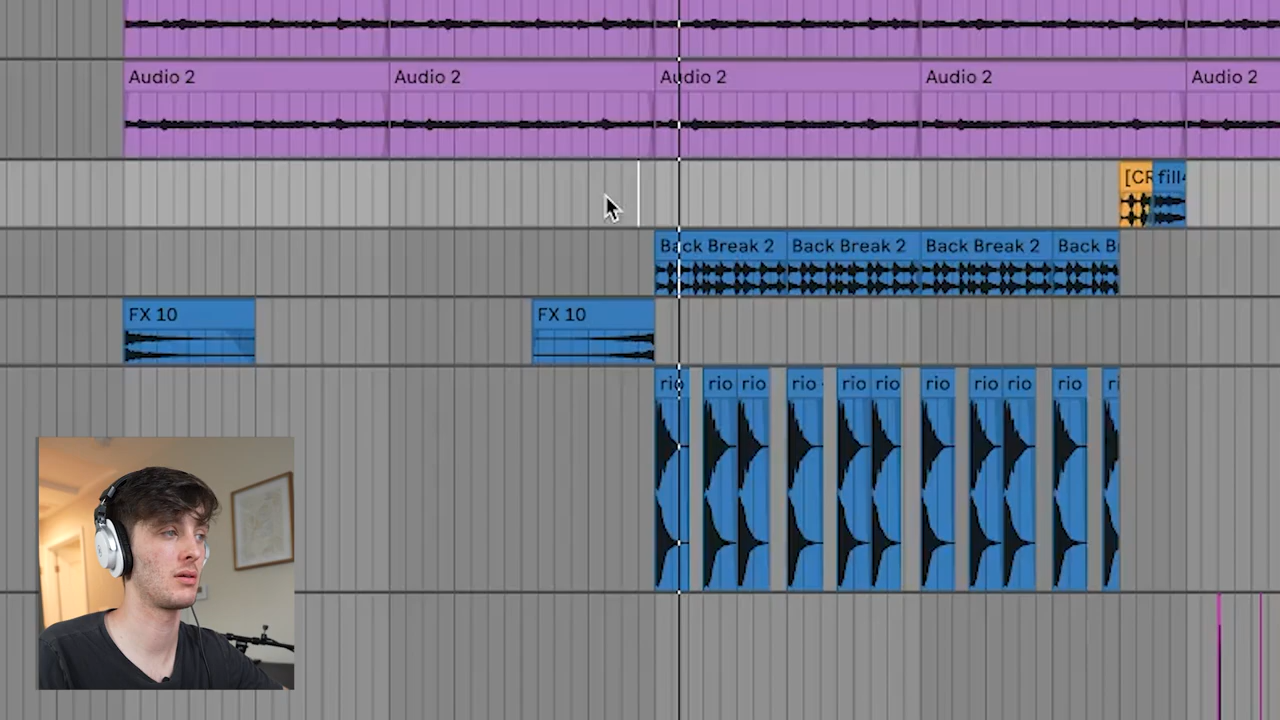 Audio 2 Audio 2 Audio 2 Audio 2 Audio 2
[CR fill
Back Break 2 Back Break 2 Back Break 2 Back B
FX 10 FX 10
rio rio rio rio rio rio rio rio rio rio ri